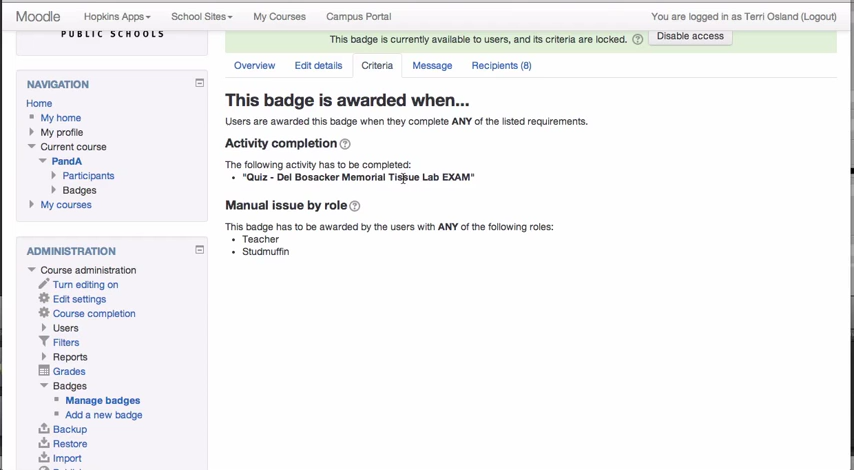 Moodle Hopkins Apps School Sites My Courses Campus Portal You are logged in as Terri Osland (Logout)
PUBLIC SCHOOLS
This badge is currently available to users, and its criteria are locked. Disable access
Overview Edit details Criteria Message Recipients (8)
NAVIGATION
Home
My home
My profile
Current course
PandA
Participants
Badges
My courses
ADMINISTRATION
Course administration
Turn editing on
Edit settings
Course completion
Users
Filters
Reports
Grades
Badges
Manage badges
Add a new badge
Backup
Restore
Import
This badge is awarded when...
Users are awarded this badge when they complete ANY of the listed requirements.
Activity completion
The following activity has to be completed:
"Quiz - Del Bosacker Memorial Tissue Lab EXAM"
Manual issue by role
This badge has to be awarded by the users with ANY of the following roles:
Teacher
Studmuffin